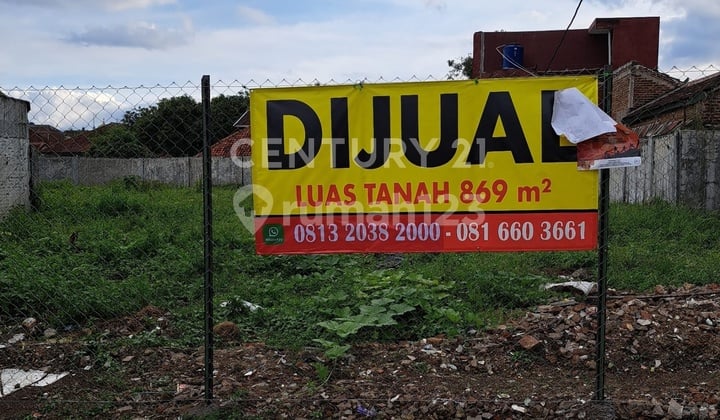 DIJUAL
CENTURY 21.
LUAS TANAH 869 m²
rumah123
0813 2038 2000 - 081 660 3661